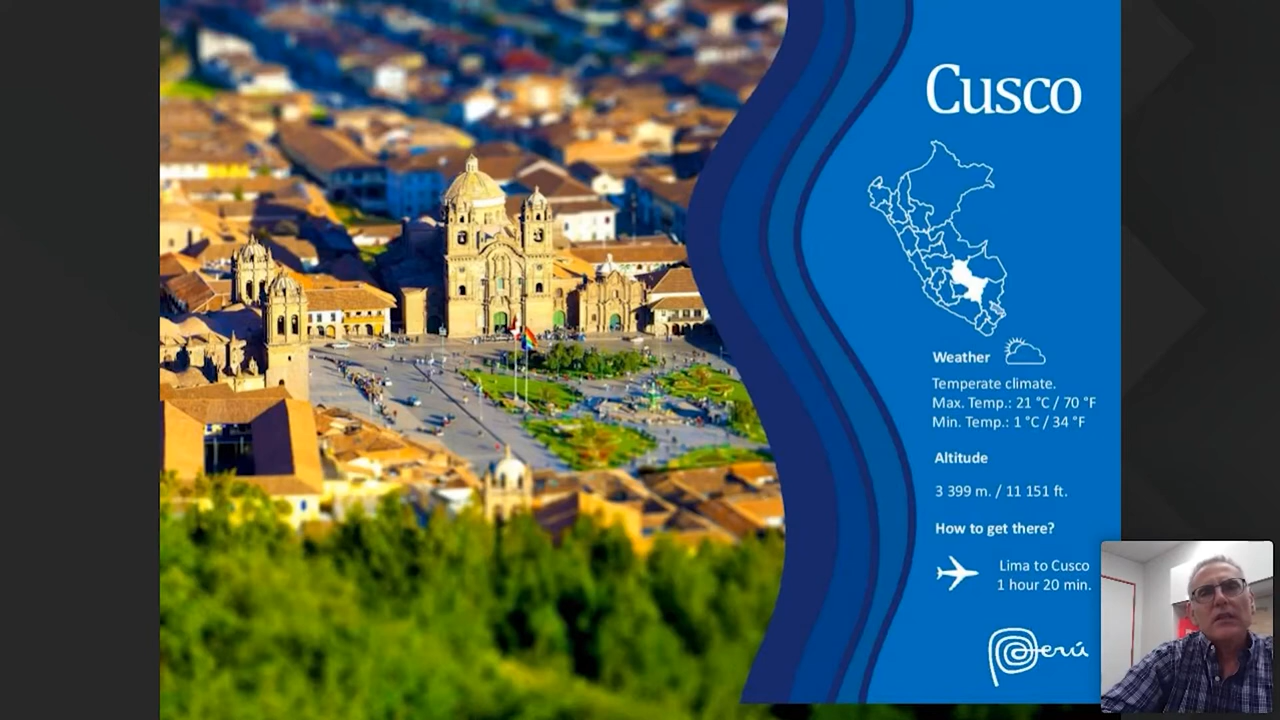 Cusco
Weather
Temperate climate.
Max. Temp.: 21 °C / 70 °F
Min. Temp.: 1 °C / 34 °F
Altitude
3 399 m. / 11 151 ft.
How to get there?
Lima to Cusco
1 hour 20 min.
Perú